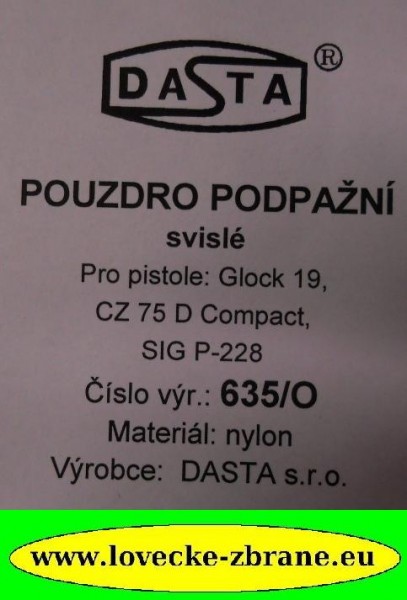 DASTA ®
POUZDRO PODPAŽNÍ
svislé
Pro pistole: Glock 19,
CZ 75 D Compact,
SIG P-228
Číslo výr.: 635/O
Materiál: nylon
Výrobce: DASTA s.r.o.
www.lovecke-zbrane.eu